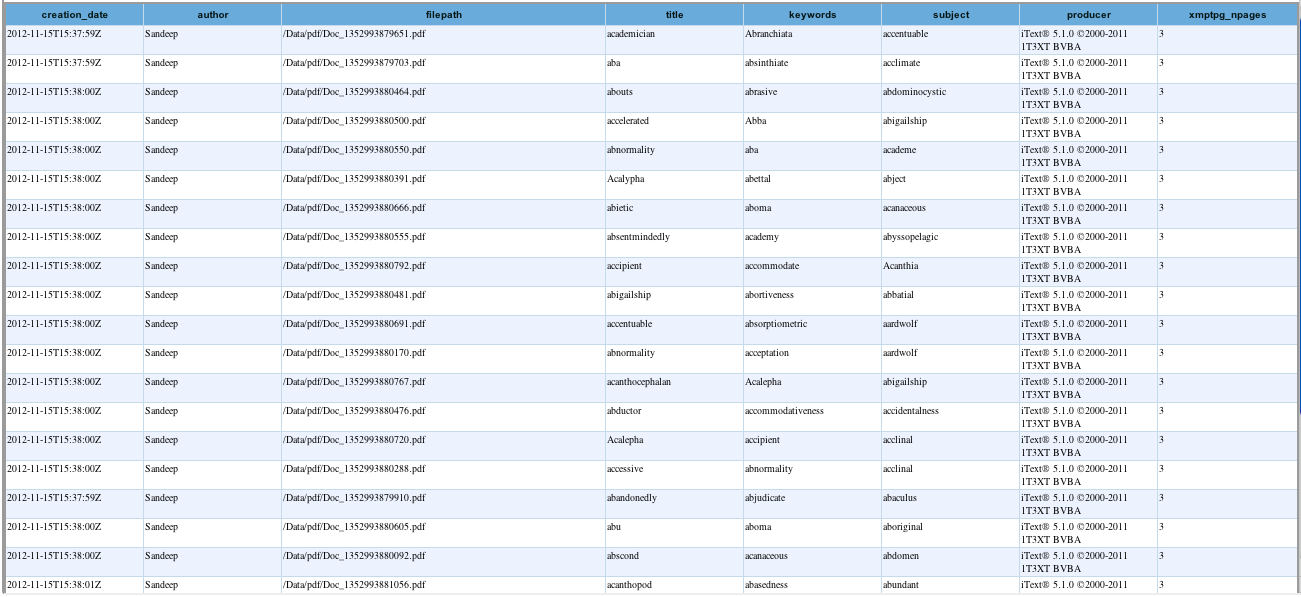 creation_date author filepath title keywords subject producer xmptpg_npages
2012-11-15T15:37:59Z Sandeep /Data/pdf/Doc_1352993879651.pdf academician Abranchiata accentuable iText® 5.1.0 ©2000-2011 3
1T3XT BVBA
2012-11-15T15:37:59Z Sandeep /Data/pdf/Doc_1352993879703.pdf aba absinthiate acclimate iText® 5.1.0 ©2000-2011 3
1T3XT BVBA
2012-11-15T15:38:00Z Sandeep /Data/pdf/Doc_1352993880464.pdf abouts abrasive abdominocystic iText® 5.1.0 ©2000-2011 3
1T3XT BVBA
2012-11-15T15:38:00Z Sandeep /Data/pdf/Doc_1352993880500.pdf accelerated Abba abigailship iText® 5.1.0 ©2000-2011 3
1T3XT BVBA
2012-11-15T15:38:00Z Sandeep /Data/pdf/Doc_1352993880550.pdf abnormality aba academe iText® 5.1.0 ©2000-2011 3
1T3XT BVBA
2012-11-15T15:38:00Z Sandeep /Data/pdf/Doc_1352993880391.pdf Acalypha abettal abject iText® 5.1.0 ©2000-2011 3
1T3XT BVBA
2012-11-15T15:38:00Z Sandeep /Data/pdf/Doc_1352993880666.pdf abietic aboma acanaceous iText® 5.1.0 ©2000-2011 3
1T3XT BVBA
2012-11-15T15:38:00Z Sandeep /Data/pdf/Doc_1352993880555.pdf absentmindedly academy abyssopelagic iText® 5.1.0 ©2000-2011 3
1T3XT BVBA
2012-11-15T15:38:00Z Sandeep /Data/pdf/Doc_1352993880792.pdf accipient accommodate Acanthia iText® 5.1.0 ©2000-2011 3
1T3XT BVBA
2012-11-15T15:38:00Z Sandeep /Data/pdf/Doc_1352993880481.pdf abigailship abortiveness abbatial iText® 5.1.0 ©2000-2011 3
1T3XT BVBA
2012-11-15T15:38:00Z Sandeep /Data/pdf/Doc_1352993880691.pdf accentuable absorptiometric aardwolf iText® 5.1.0 ©2000-2011 3
1T3XT BVBA
2012-11-15T15:38:00Z Sandeep /Data/pdf/Doc_1352993880170.pdf abnormality acceptation aardwolf iText® 5.1.0 ©2000-2011 3
1T3XT BVBA
2012-11-15T15:38:00Z Sandeep /Data/pdf/Doc_1352993880767.pdf acanthocephalan Acalepha abigailship iText® 5.1.0 ©2000-2011 3
1T3XT BVBA
2012-11-15T15:38:00Z Sandeep /Data/pdf/Doc_1352993880476.pdf abductor accommodativeness accidentalness iText® 5.1.0 ©2000-2011 3
1T3XT BVBA
2012-11-15T15:38:00Z Sandeep /Data/pdf/Doc_1352993880720.pdf Acalepha accipient acclinal iText® 5.1.0 ©2000-2011 3
1T3XT BVBA
2012-11-15T15:38:00Z Sandeep /Data/pdf/Doc_1352993880288.pdf accessive abnormality acclinal iText® 5.1.0 ©2000-2011 3
1T3XT BVBA
2012-11-15T15:37:59Z Sandeep /Data/pdf/Doc_1352993879910.pdf abandonedly abjudicate abaculus iText® 5.1.0 ©2000-2011 3
1T3XT BVBA
2012-11-15T15:38:00Z Sandeep /Data/pdf/Doc_1352993880605.pdf abu aboma aboriginal iText® 5.1.0 ©2000-2011 3
1T3XT BVBA
2012-11-15T15:38:00Z Sandeep /Data/pdf/Doc_1352993880092.pdf abscond acanaceous abdomen iText® 5.1.0 ©2000-2011 3
1T3XT BVBA
2012-11-15T15:38:01Z Sandeep /Data/pdf/Doc_1352993881056.pdf acanthopod abasedness abundant iText® 5.1.0 ©2000-2011 3